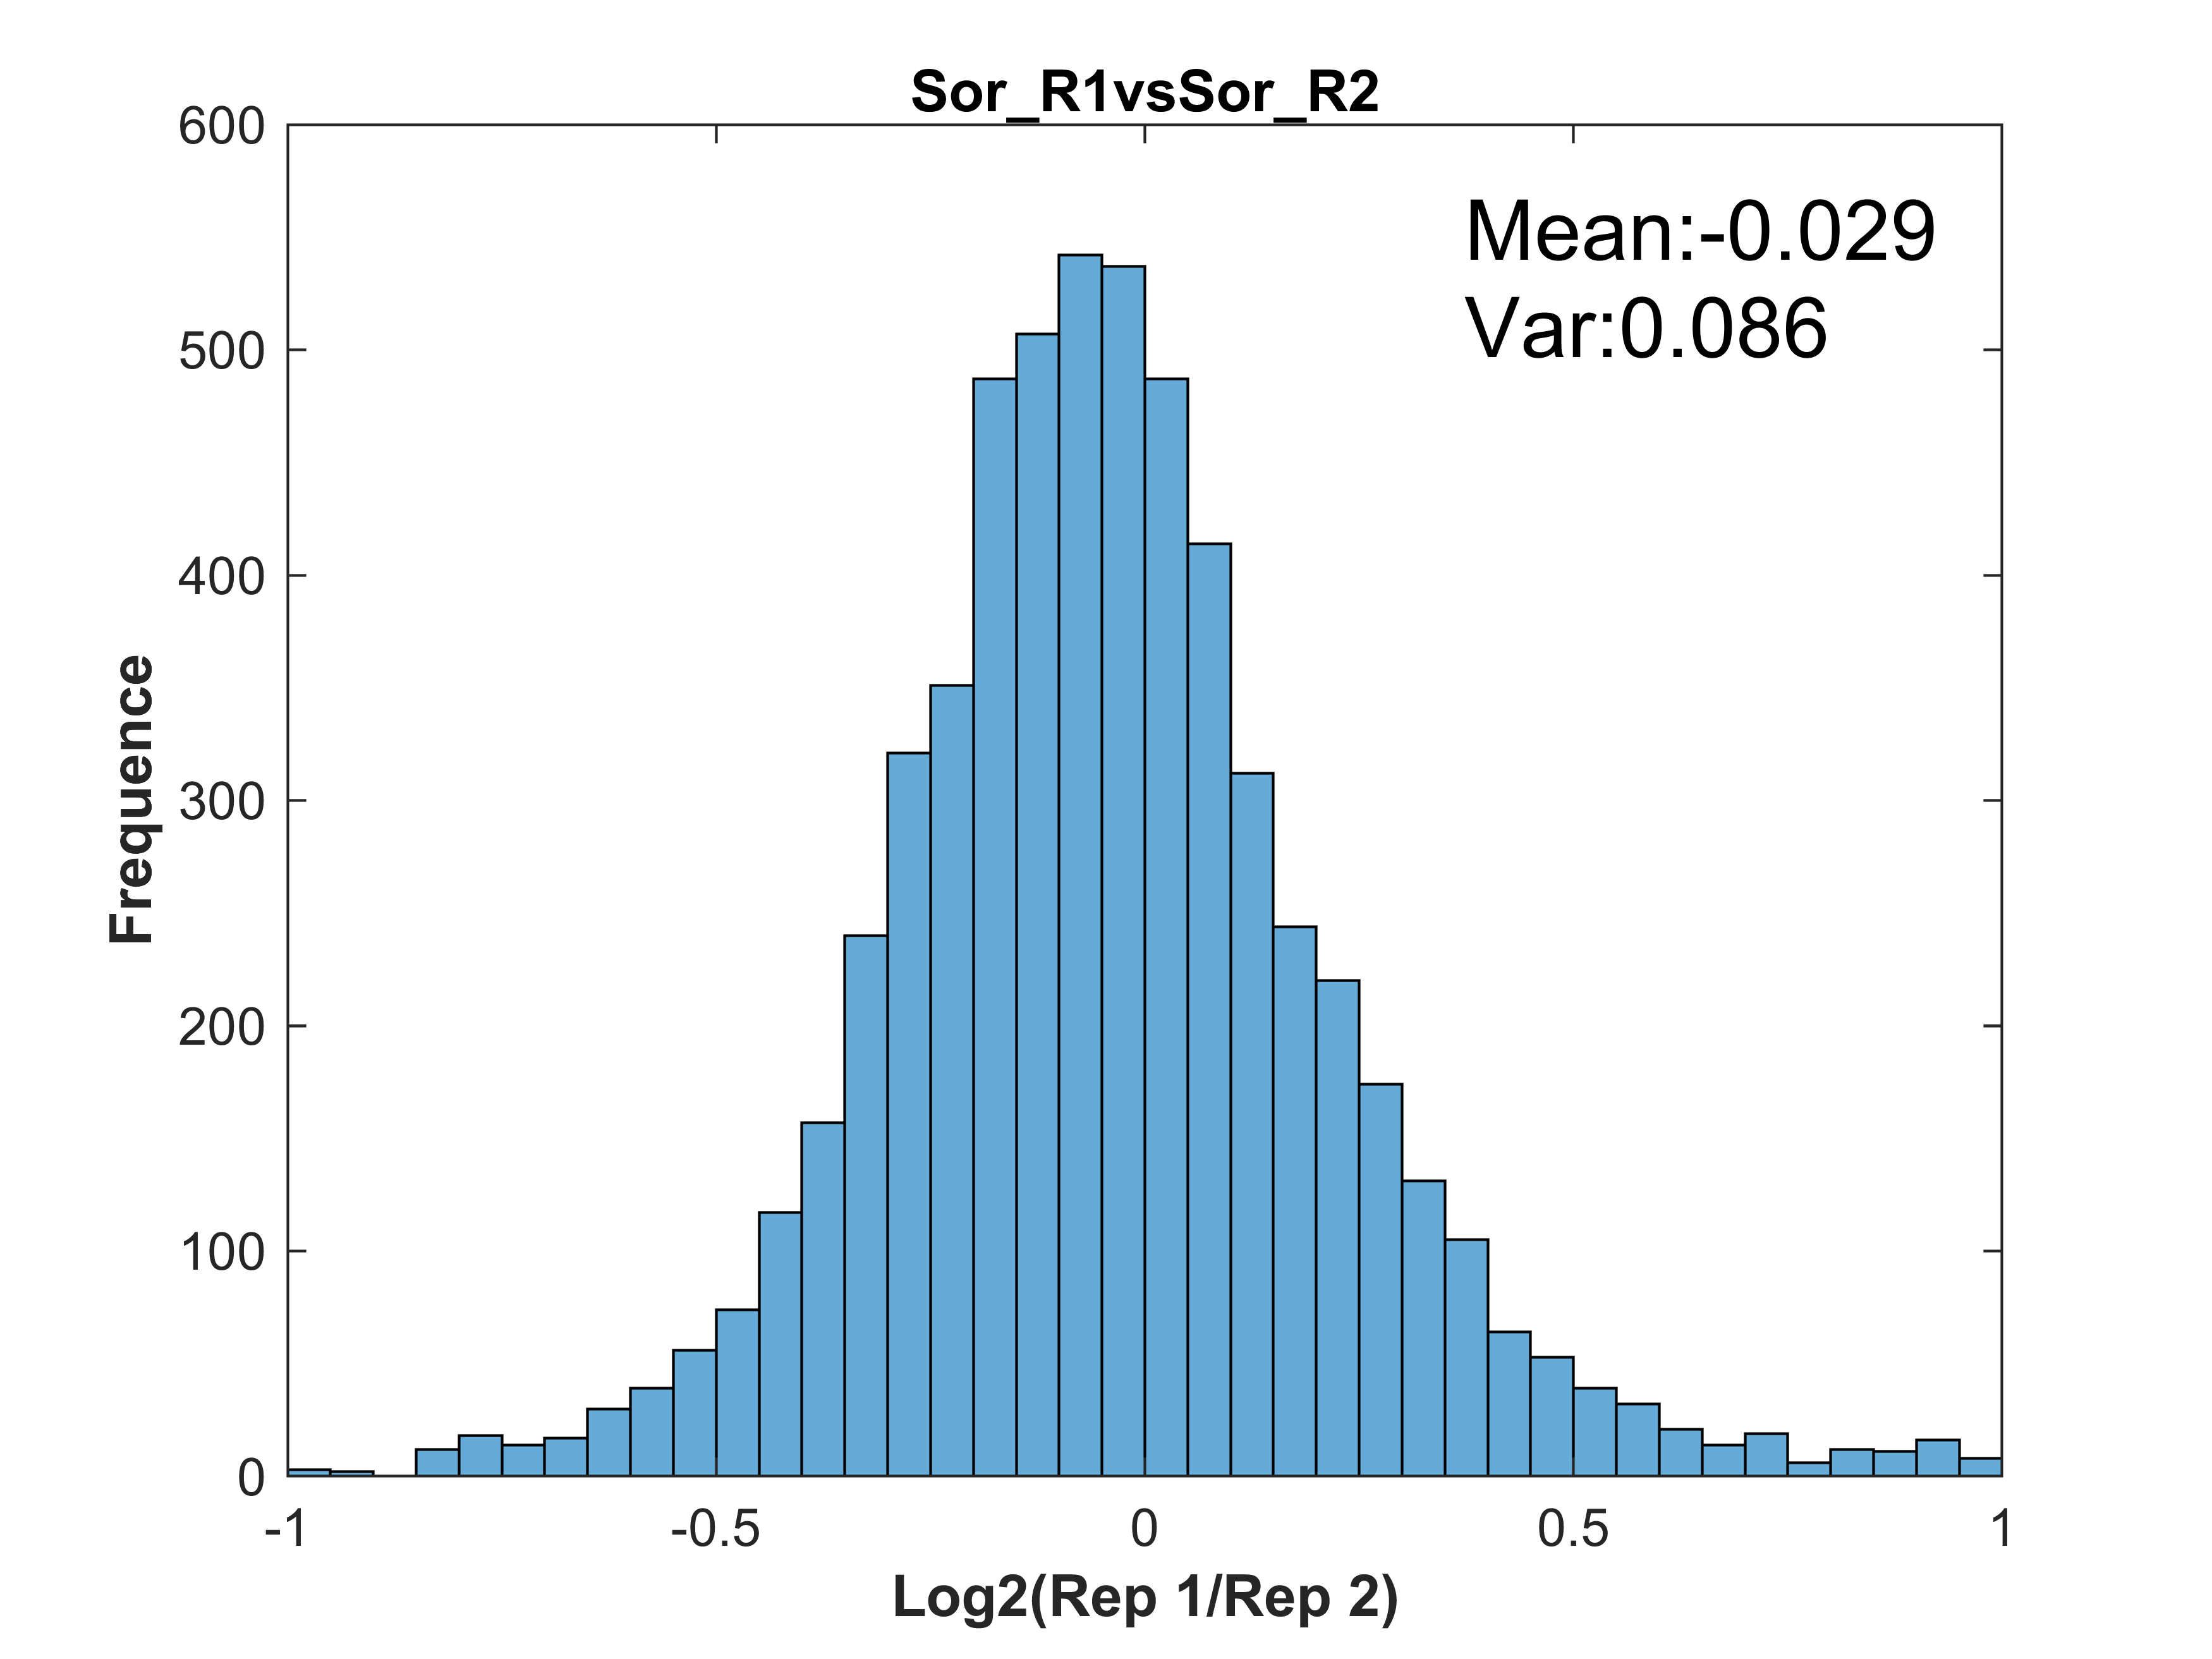 Sor_R1vsSor_R2
Mean:-0.029
Var:0.086
600
500
400
300
200
100
0
Frequence
-1 -0.5 0 0.5 1
Log2(Rep 1/Rep 2)